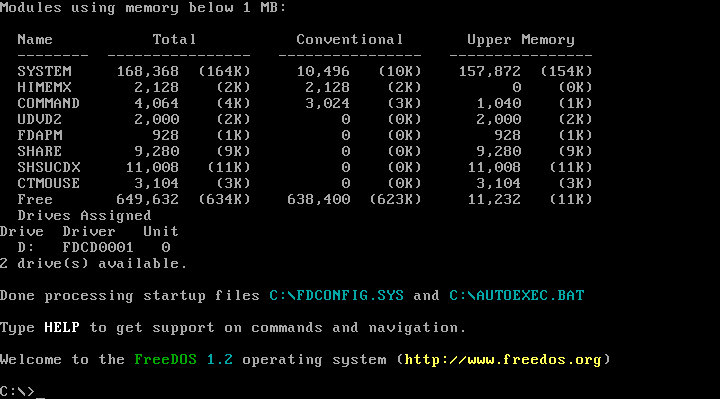 Modules using memory below 1 MB:
Name Total Conventional Upper Memory
-------- ---------------- ---------------- ----------------
SYSTEM 168,368 (164K) 10,496 (10K) 157,872 (154K)
HIMEMX 2,128 (2K) 2,128 (2K) 0 (0K)
COMMAND 4,064 (4K) 3,024 (3K) 1,040 (1K)
UDVD2 2,000 (2K) 0 (0K) 2,000 (2K)
FDAPM 928 (1K) 0 (0K) 928 (1K)
SHARE 9,280 (9K) 0 (0K) 9,280 (9K)
SHSUCDX 11,008 (11K) 0 (0K) 11,008 (11K)
CTMOUSE 3,104 (3K) 0 (0K) 3,104 (3K)
Free 649,632 (634K) 638,400 (623K) 11,232 (11K)
Drives Assigned
Drive Driver Unit
D: FDCD0001 0
2 drive(s) available.
Done processing startup files C:\FDCONFIG.SYS and C:\AUTOEXEC.BAT
Type HELP to get support on commands and navigation.
Welcome to the FreeDOS 1.2 operating system (http://www.freedos.org)
C:\>_